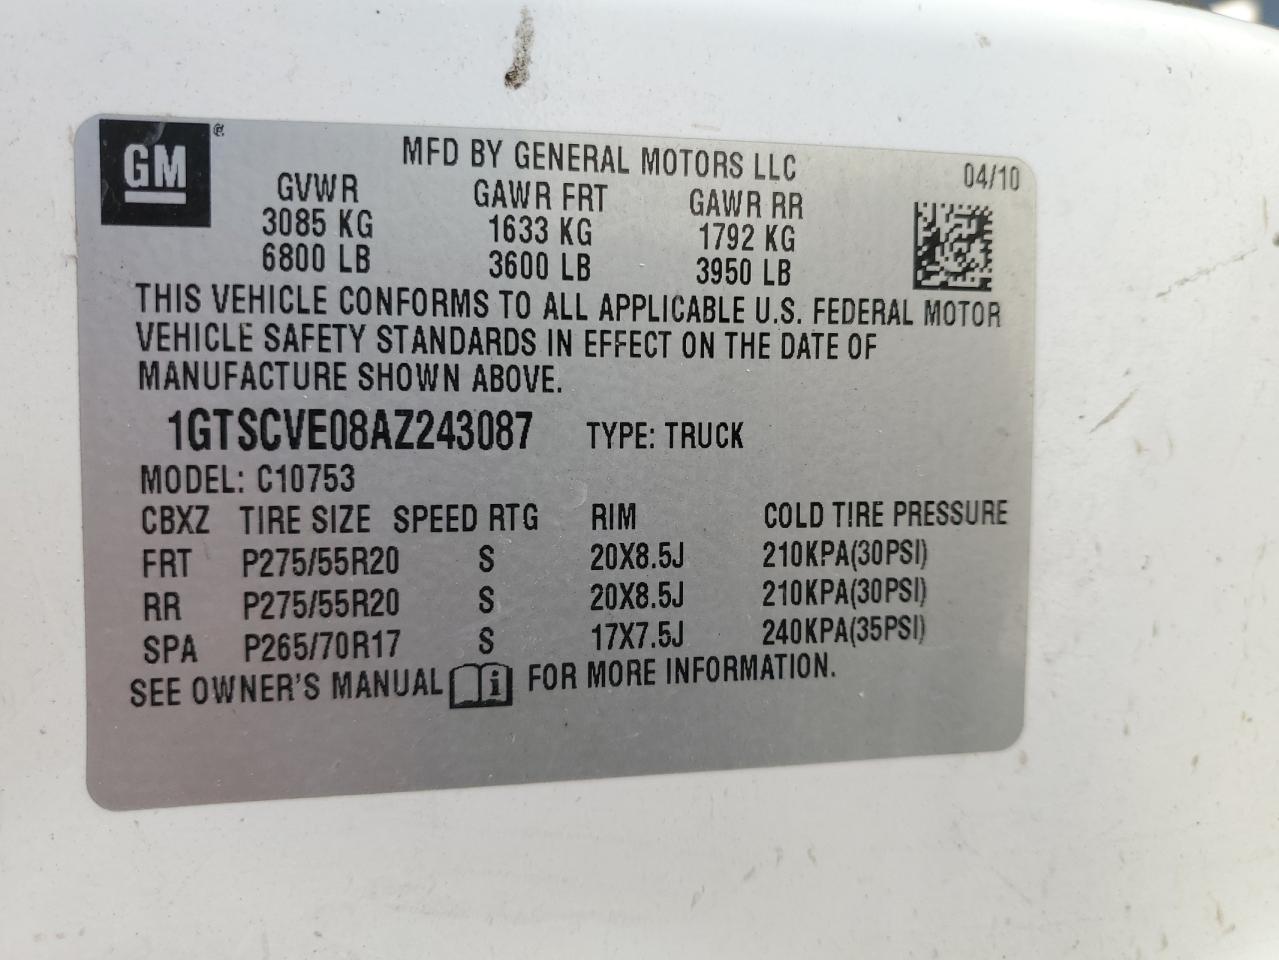 GM
MFD BY GENERAL MOTORS LLC
04/10
GVWR GAWR FRT GAWR RR
3085 KG 1633 KG 1792 KG
6800 LB 3600 LB 3950 LB
THIS VEHICLE CONFORMS TO ALL APPLICABLE U.S. FEDERAL MOTOR
VEHICLE SAFETY STANDARDS IN EFFECT ON THE DATE OF
MANUFACTURE SHOWN ABOVE.
1GTSCVE08AZ243087 TYPE: TRUCK
MODEL: C10753
CBXZ TIRE SIZE SPEED RTG RIM COLD TIRE PRESSURE
FRT P275/55R20 S 20X8.5J 210KPA(30PSI)
RR P275/55R20 S 20X8.5J 210KPA(30PSI)
SPA P265/70R17 S 17X7.5J 240KPA(35PSI)
SEE OWNER'S MANUAL i FOR MORE INFORMATION.